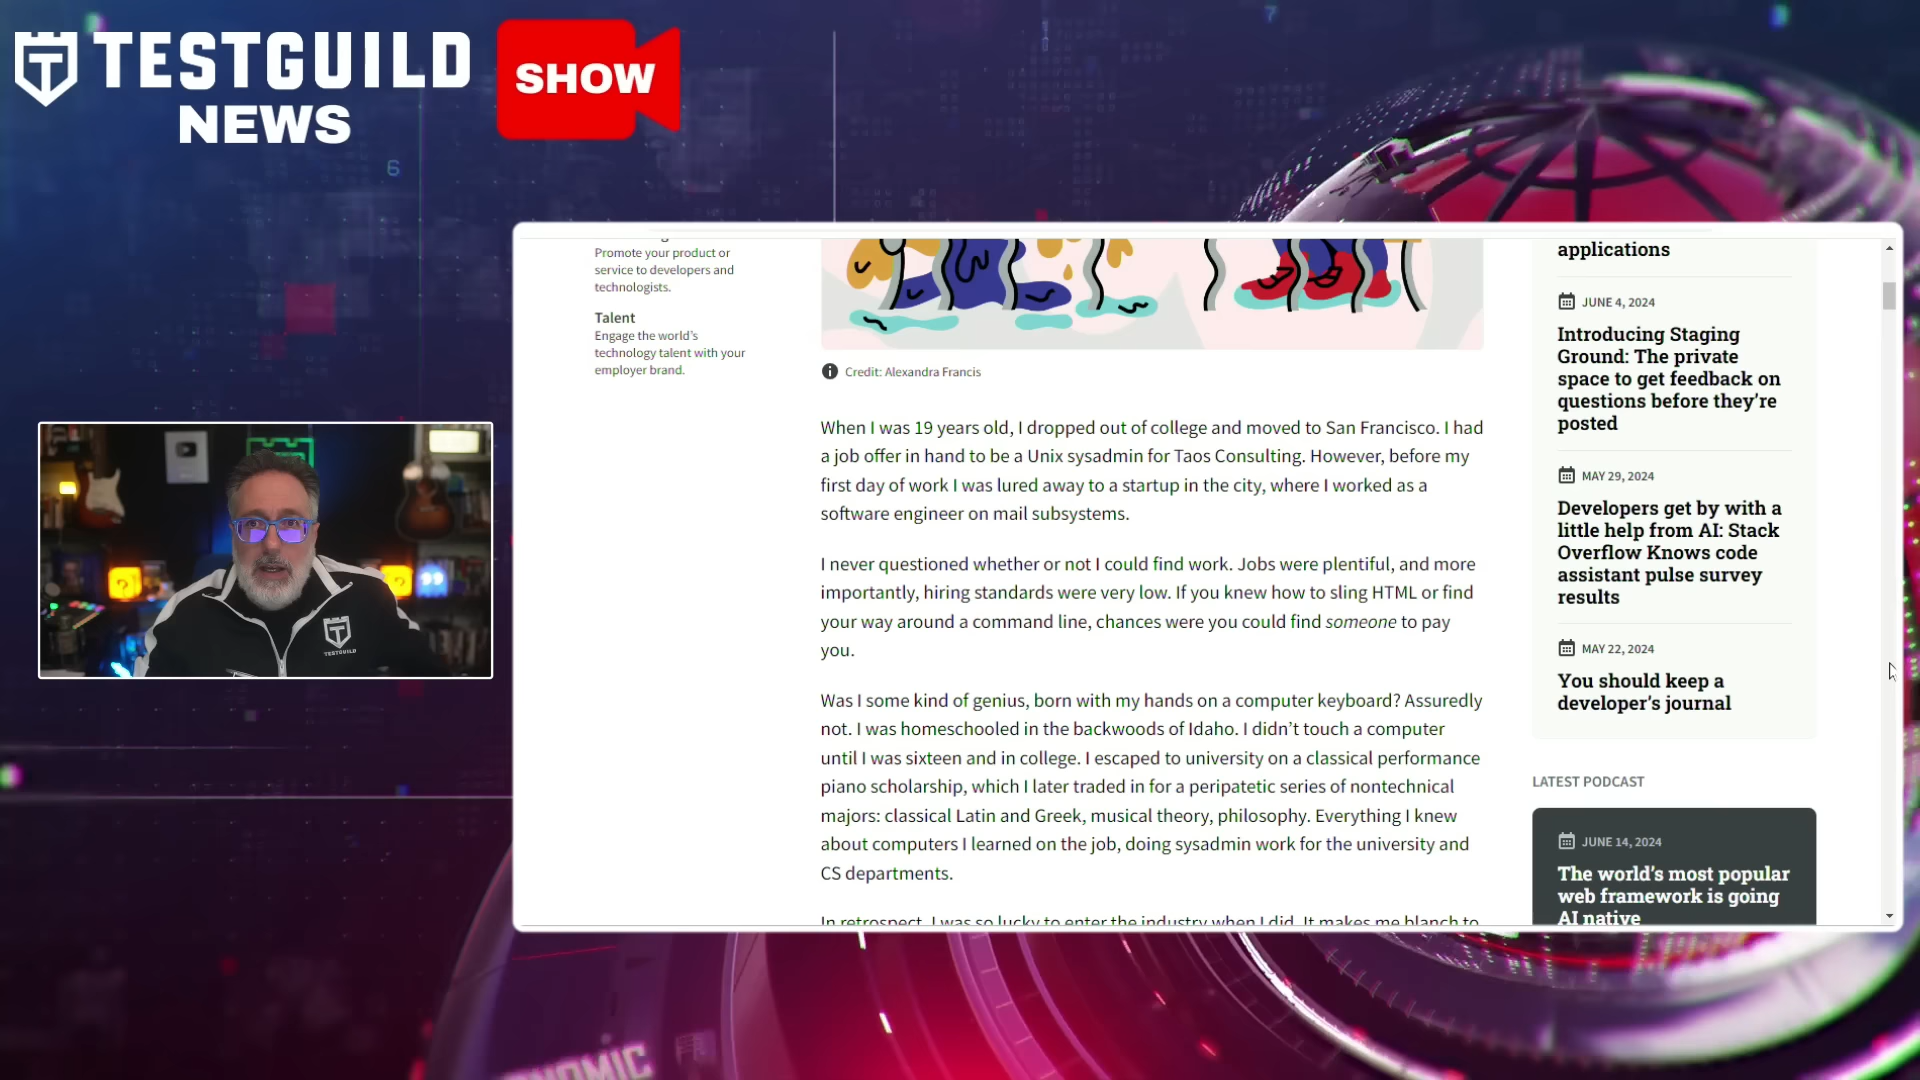 TESTGUILD
NEWS
SHOW
6
Promote your product or
service to developers and
technologists.
Talent
Engage the world's
technology talent with your
employer brand.
TESTGUILD
Credit: Alexandra Francis
When I was 19 years old, I dropped out of college and moved to San Francisco. I had
a job offer in hand to be a Unix sysadmin for Taos Consulting. However, before my
first day of work I was lured away to a startup in the city, where I worked as a
software engineer on mail subsystems.
I never questioned whether or not I could find work. Jobs were plentiful, and more
importantly, hiring standards were very low. If you knew how to sling HTML or find
your way around a command line, chances were you could find someone to pay
you.
Was I some kind of genius, born with my hands on a computer keyboard? Assuredly
not. I was homeschooled in the backwoods of Idaho. I didn't touch a computer
until I was sixteen and in college. I escaped to university on a classical performance
piano scholarship, which I later traded in for a peripatetic series of nontechnical
majors: classical Latin and Greek, musical theory, philosophy. Everything I knew
about computers I learned on the job, doing sysadmin work for the university and
CS departments.
In retrospect, I was so lucky to enter the industry when I did. It makes me blanch to
applications
JUNE 4, 2024
Introducing Staging
Ground: The private
space to get feedback on
questions before they're
posted
MAY 29, 2024
Developers get by with a
little help from AI: Stack
Overflow Knows code
assistant pulse survey
results
MAY 22, 2024
You should keep a
developer's journal
LATEST PODCAST
JUNE 14, 2024
The world's most popular
web framework is going
AI native